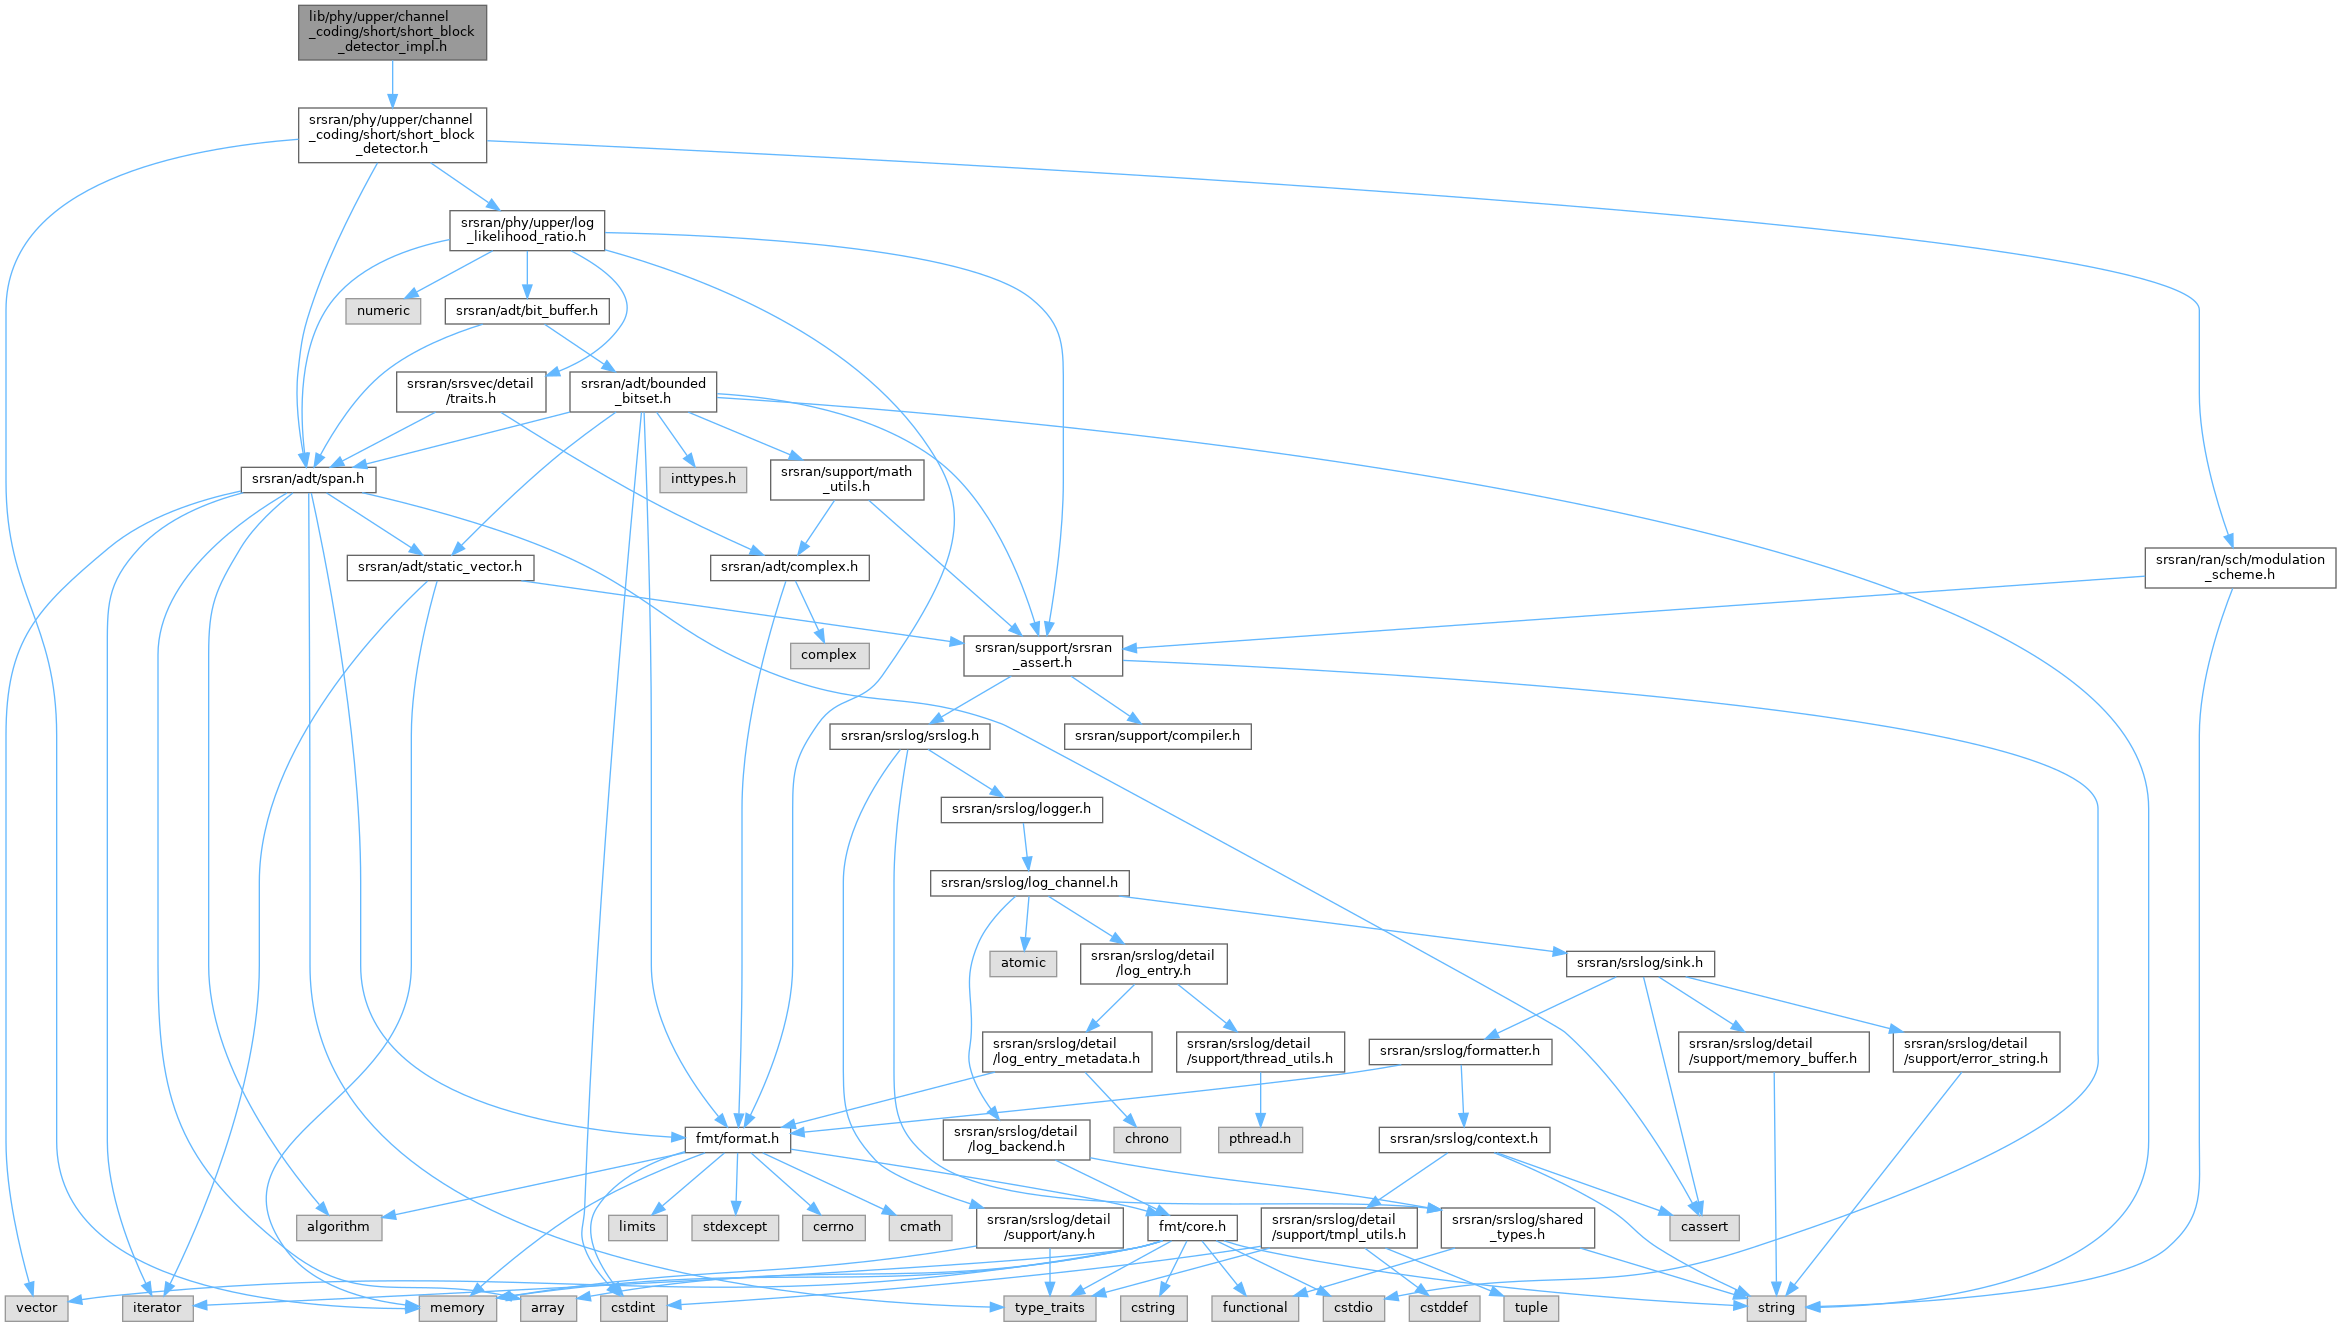 lib/phy/upper/channel
_coding/short/short_block
_detector_impl.h
srsran/phy/upper/channel
_coding/short/short_block
_detector.h
srsran/phy/upper/log
_likelihood_ratio.h
numeric
srsran/adt/bit_buffer.h
srsran/srsvec/detail
/traits.h
srsran/adt/bounded
_bitset.h
srsran/adt/span.h
inttypes.h
srsran/support/math
_utils.h
srsran/adt/static_vector.h
srsran/adt/complex.h
srsran/ran/sch/modulation
_scheme.h
complex
srsran/support/srsran
_assert.h
srsran/srslog/srslog.h
srsran/support/compiler.h
srsran/srslog/logger.h
srsran/srslog/log_channel.h
atomic
srsran/srslog/detail
/log_entry.h
srsran/srslog/sink.h
srsran/srslog/detail
/log_entry_metadata.h
srsran/srslog/detail
/support/thread_utils.h
srsran/srslog/formatter.h
srsran/srslog/detail
/support/memory_buffer.h
srsran/srslog/detail
/support/error_string.h
fmt/format.h
srsran/srslog/detail
/log_backend.h
chrono
pthread.h
srsran/srslog/context.h
algorithm
limits
stdexcept
cerrno
cmath
srsran/srslog/detail
/support/any.h
fmt/core.h
srsran/srslog/detail
/support/tmpl_utils.h
srsran/srslog/shared
_types.h
cassert
vector
iterator
memory
array
cstdint
type_traits
cstring
functional
cstdio
cstddef
tuple
string